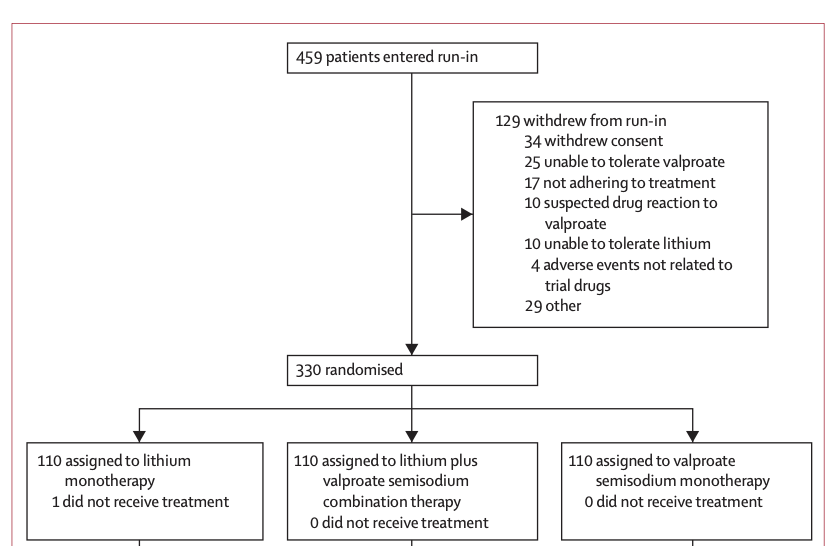 459 patients entered run-in
129 withdrew from run-in
34 withdrew consent
25 unable to tolerate valproate
17 not adhering to treatment
10 suspected drug reaction to
valproate
10 unable to tolerate lithium
4 adverse events not related to
trial drugs
29 other
330 randomised
110 assigned to lithium
monotherapy
1 did not receive treatment
110 assigned to lithium plus
valproate semisodium
combination therapy
0 did not receive treatment
110 assigned to valproate
semisodium monotherapy
0 did not receive treatment